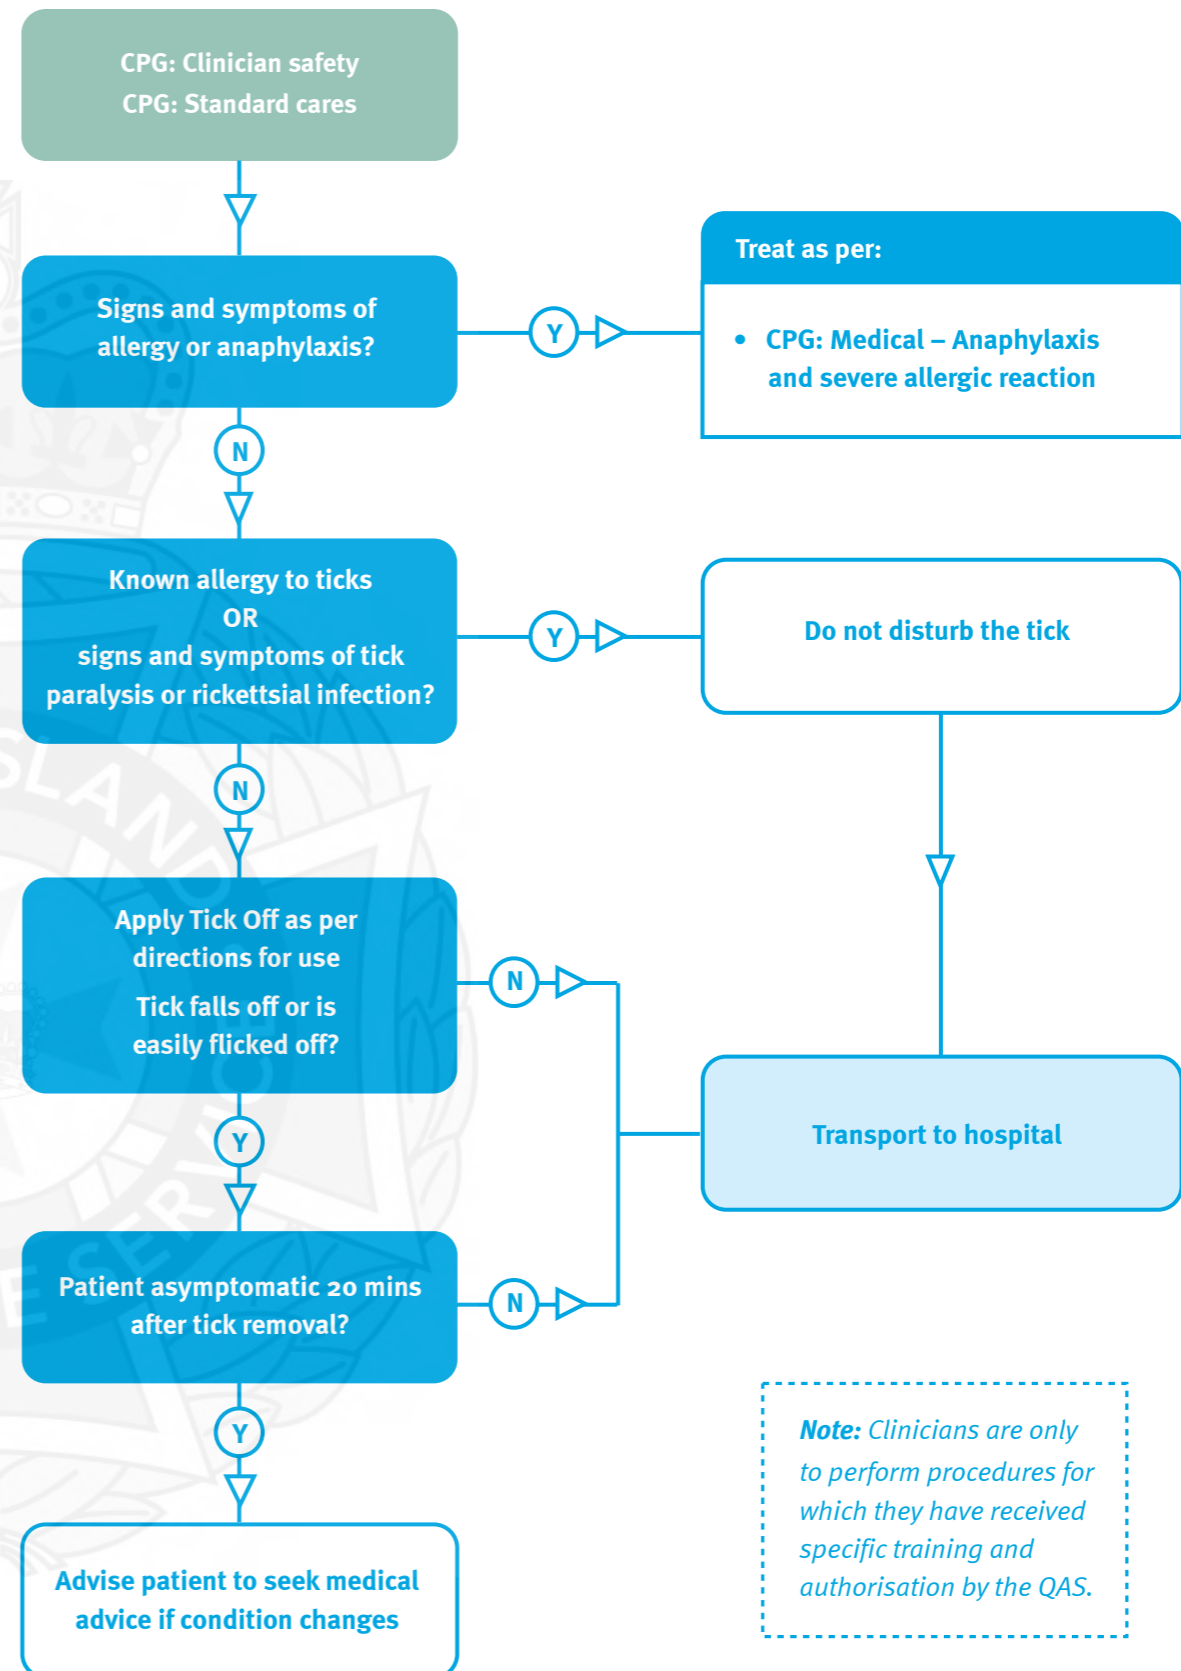 CPG: Clinician safety
CPG: Standard cares
Signs and symptoms of
allergy or anaphylaxis?
Y
Treat as per:
• CPG: Medical – Anaphylaxis
and severe allergic reaction
N
Known allergy to ticks
OR
signs and symptoms of tick
paralysis or rickettsial infection?
Y
Do not disturb the tick
N
Apply Tick Off as per
directions for use
Tick falls off or is
easily flicked off?
N
Y
Transport to hospital
Patient asymptomatic 20 mins
after tick removal?
N
Y
Advise patient to seek medical
advice if condition changes
Note: Clinicians are only
to perform procedures for
which they have received
specific training and
authorisation by the QAS.
SLAND
E SERVICE